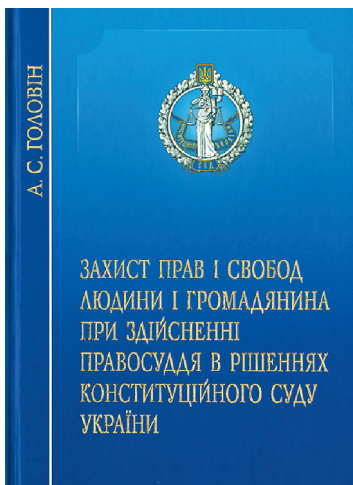 А. С. ГОЛОВІН
ЗАХИСТ ПРАВ І СВОБОД
ЛЮДИНИ І ГРОМАДЯНИНА
ПРИ ЗДІЙСНЕННІ
ПРАВОСУДДЯ В РІШЕННЯХ
КОНСТИТУЦІЙНОГО СУДУ
УКРАЇНИ